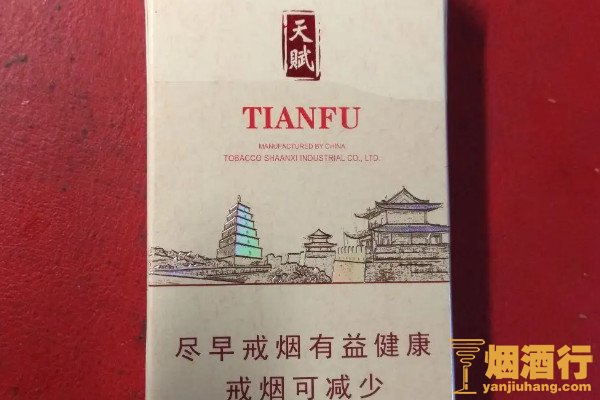 天
赋
TIANFU
MANUFACTURED BY CHINA
TOBACCO SHAANXI INDUSTRIAL CO., LTD.
尽早戒烟有益健康
戒烟可减少
烟酒行
yanjiuhang.com